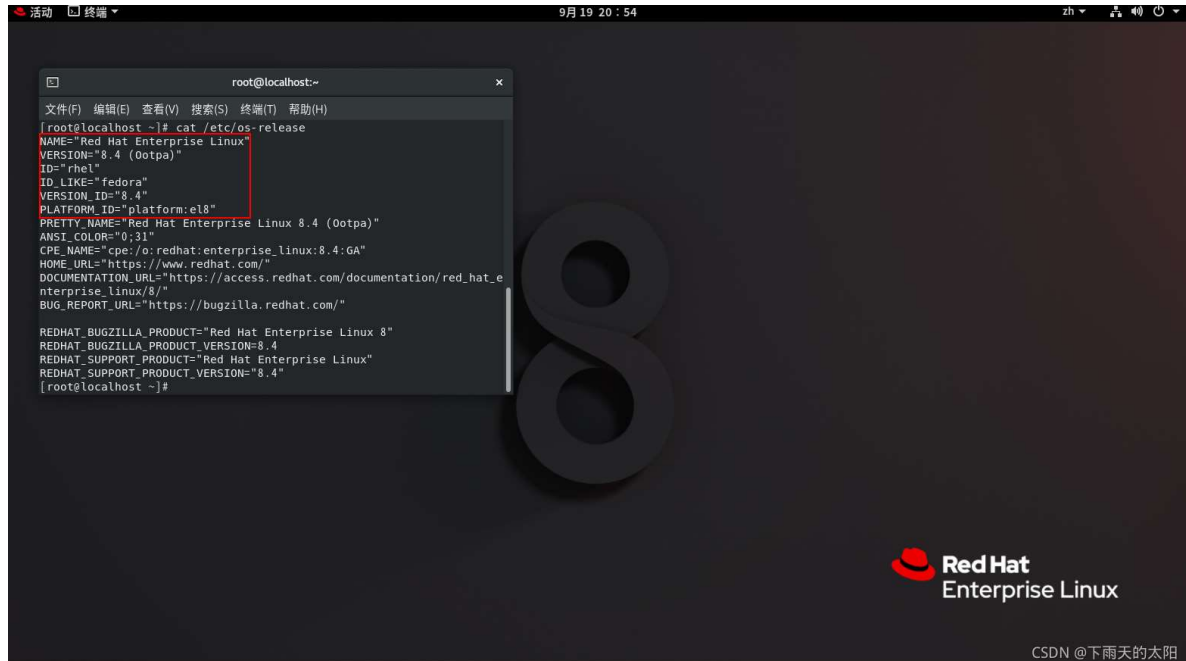 活动 终端
9月 19 20：54
zh
root@localhost:~
文件(F) 编辑(E) 查看(V) 搜索(S) 终端(T) 帮助(H)
[root@localhost ~]# cat /etc/os-release
NAME="Red Hat Enterprise Linux"
VERSION="8.4 (Ootpa)"
ID="rhel"
ID_LIKE="fedora"
VERSION_ID="8.4"
PLATFORM_ID="platform:el8"
PRETTY_NAME="Red Hat Enterprise Linux 8.4 (Ootpa)"
ANSI_COLOR="0;31"
CPE_NAME="cpe:/o:redhat:enterprise_linux:8.4:GA"
HOME_URL="https://www.redhat.com/"
DOCUMENTATION_URL="https://access.redhat.com/documentation/red_hat_e
nterprise_linux/8/"
BUG_REPORT_URL="https://bugzilla.redhat.com/"
REDHAT_BUGZILLA_PRODUCT="Red Hat Enterprise Linux 8"
REDHAT_BUGZILLA_PRODUCT_VERSION=8.4
REDHAT_SUPPORT_PRODUCT="Red Hat Enterprise Linux"
REDHAT_SUPPORT_PRODUCT_VERSION="8.4"
[root@localhost ~]#
8
Red Hat
Enterprise Linux
CSDN @下雨天的太阳